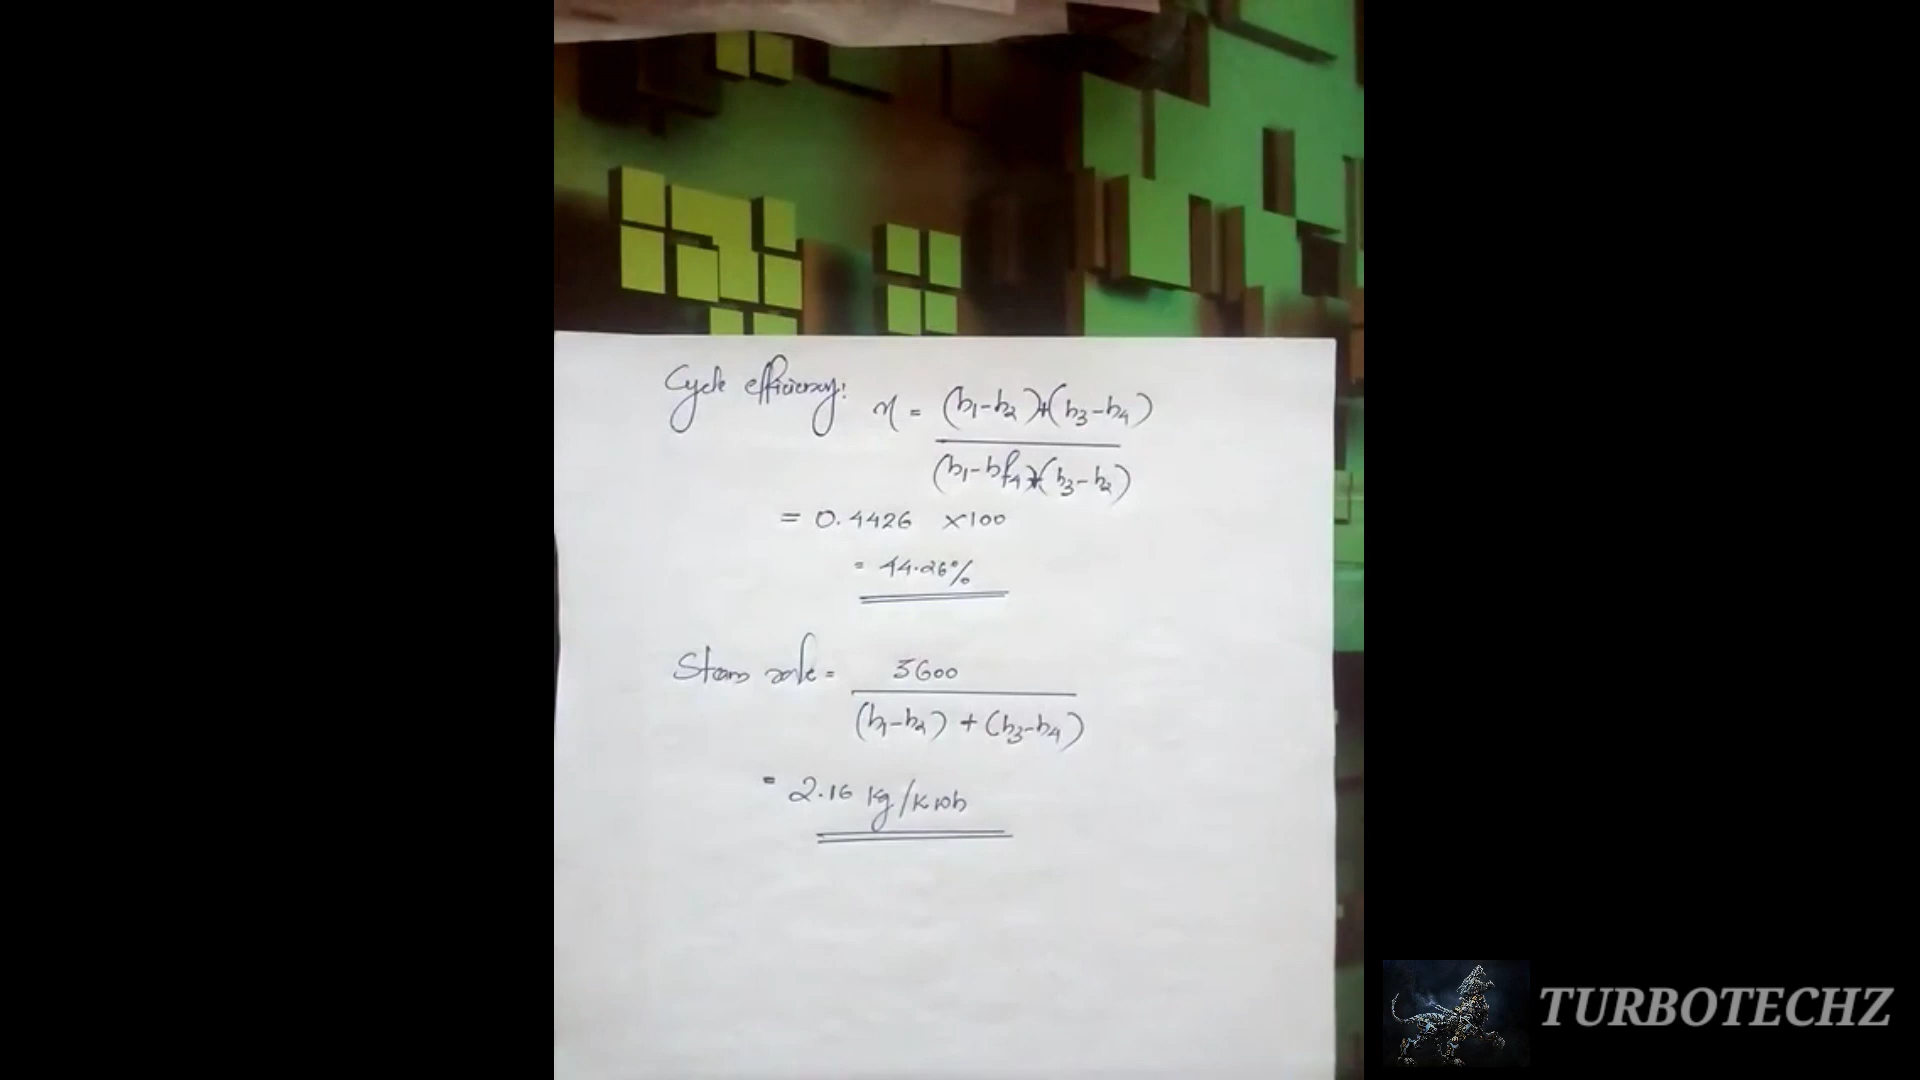 Cycle efficiency: η = (h1-h2)+(h3-h4)
(h1-hf4)+(h3-h2)
= 0.4426 ×100
= 44.26%
Steam rate = 3600
(h1-h2) + (h3-h4)
= 2.16 kg/kwh
TURBOTECHZ